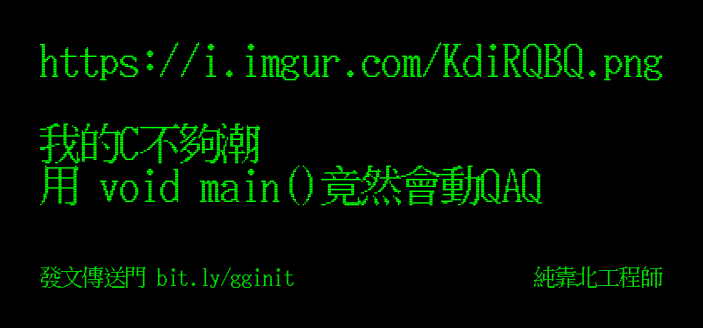 https://i.imgur.com/KdiRQBQ.png
我的C不夠潮
用 void main()竟然會動QAQ
發文傳送門 bit.ly/gginit
純靠北工程師